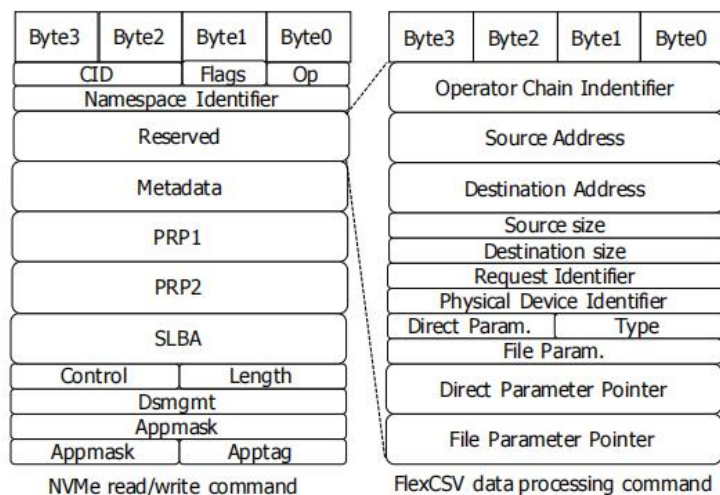 Byte3 Byte2 Byte1 Byte0
CID Flags Op
Namespace Identifier
Reserved
Metadata
PRP1
PRP2
SLBA
Control Length
Dsmgmt
Appmask
Appmask Apptag
NVMe read/write command
Byte3 Byte2 Byte1 Byte0
Operator Chain Indentifier
Source Address
Destination Address
Source size
Destination size
Request Identifier
Physical Device Identifier
Direct Param. Type
File Param.
Direct Parameter Pointer
File Parameter Pointer
FlexCSV data processing command